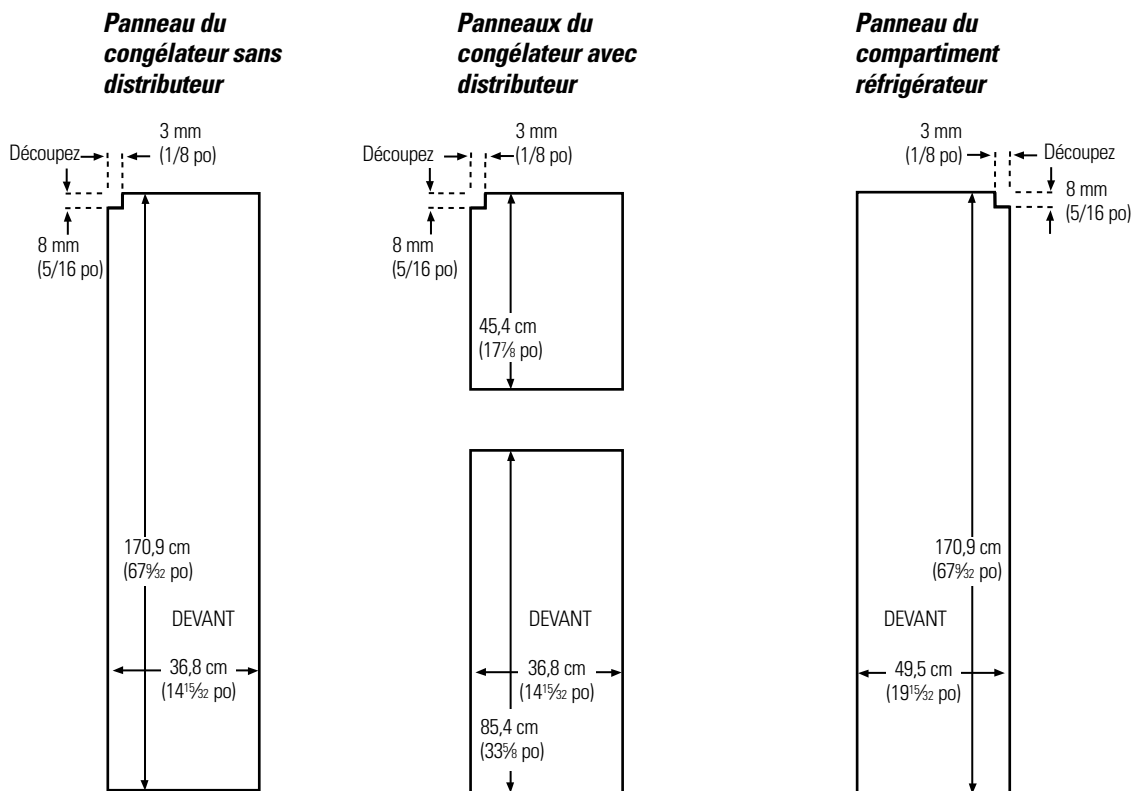 Panneau du
congélateur sans
distributeur
Découpez
3 mm
(1/8 po)
8 mm
(5/16 po)
170,9 cm
(67 9/32 po)
DEVANT
36,8 cm
(14 15/32 po)
Panneaux du
congélateur avec
distributeur
Découpez
3 mm
(1/8 po)
8 mm
(5/16 po)
45,4 cm
(17 7/8 po)
DEVANT
36,8 cm
(14 15/32 po)
85,4 cm
(33 5/8 po)
Panneau du
compartiment
réfrigérateur
3 mm
(1/8 po)
Découpez
8 mm
(5/16 po)
170,9 cm
(67 9/32 po)
DEVANT
49,5 cm
(19 15/32 po)